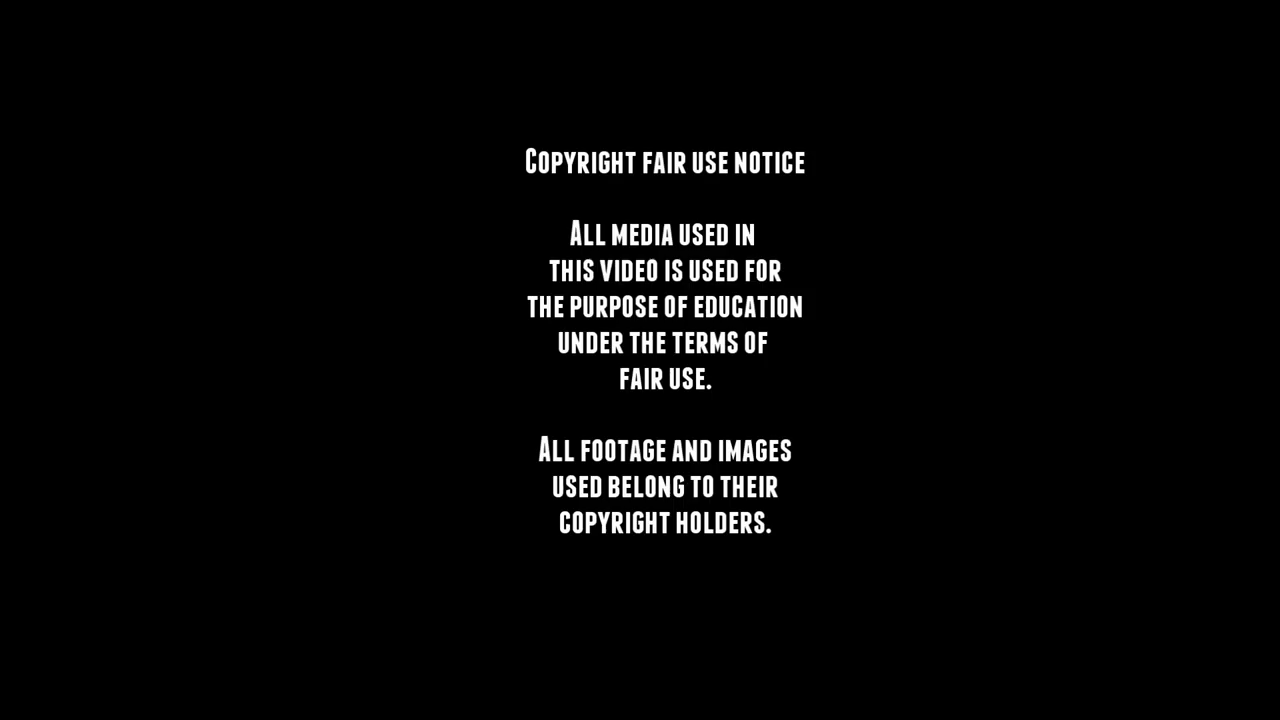 Copyright fair use notice
All media used in
this video is used for
the purpose of education
under the terms of
fair use.
All footage and images
used belong to their
copyright holders.